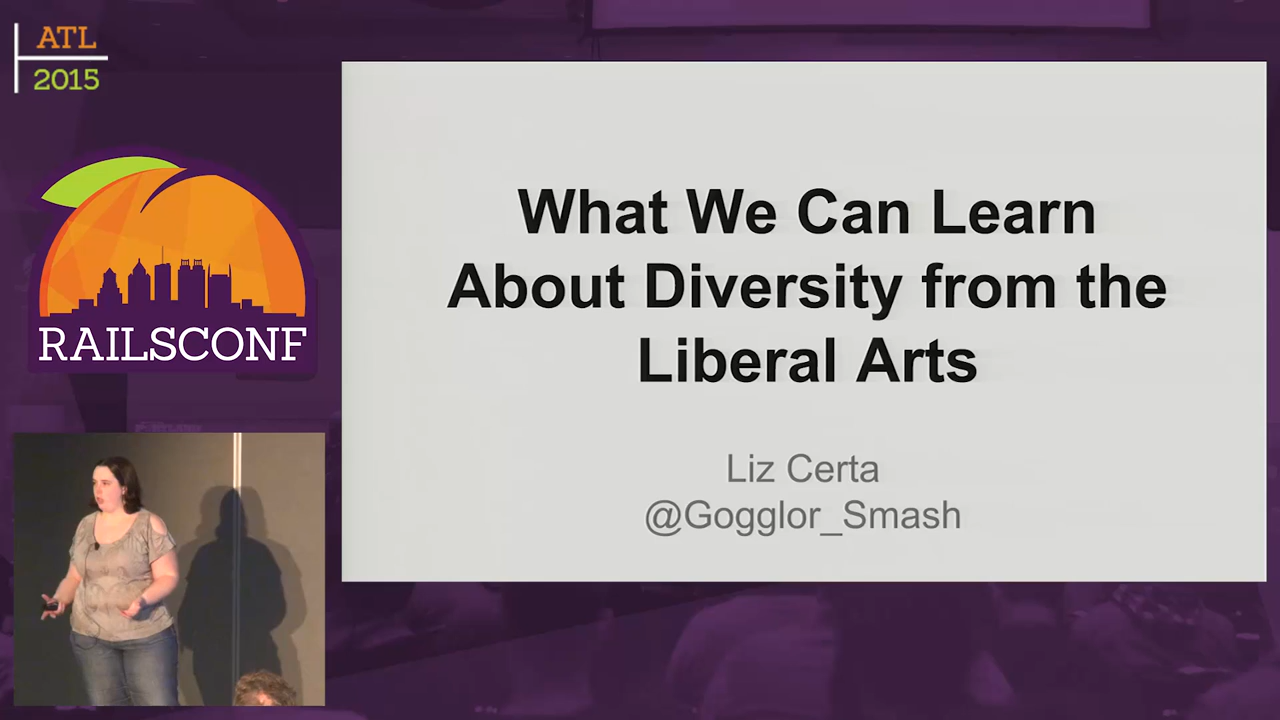 ATL
2015
RAILSCONF
What We Can Learn
About Diversity from the
Liberal Arts
Liz Certa
@Gogglor_Smash